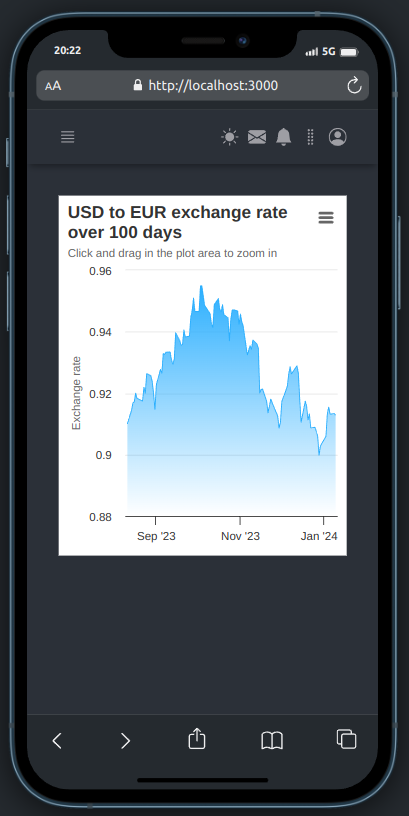 20:22
5G
AA
http://localhost:3000
USD to EUR exchange rate
over 100 days
Click and drag in the plot area to zoom in
Exchange rate
0.96
0.94
0.92
0.9
0.88
Sep '23
Nov '23
Jan '24